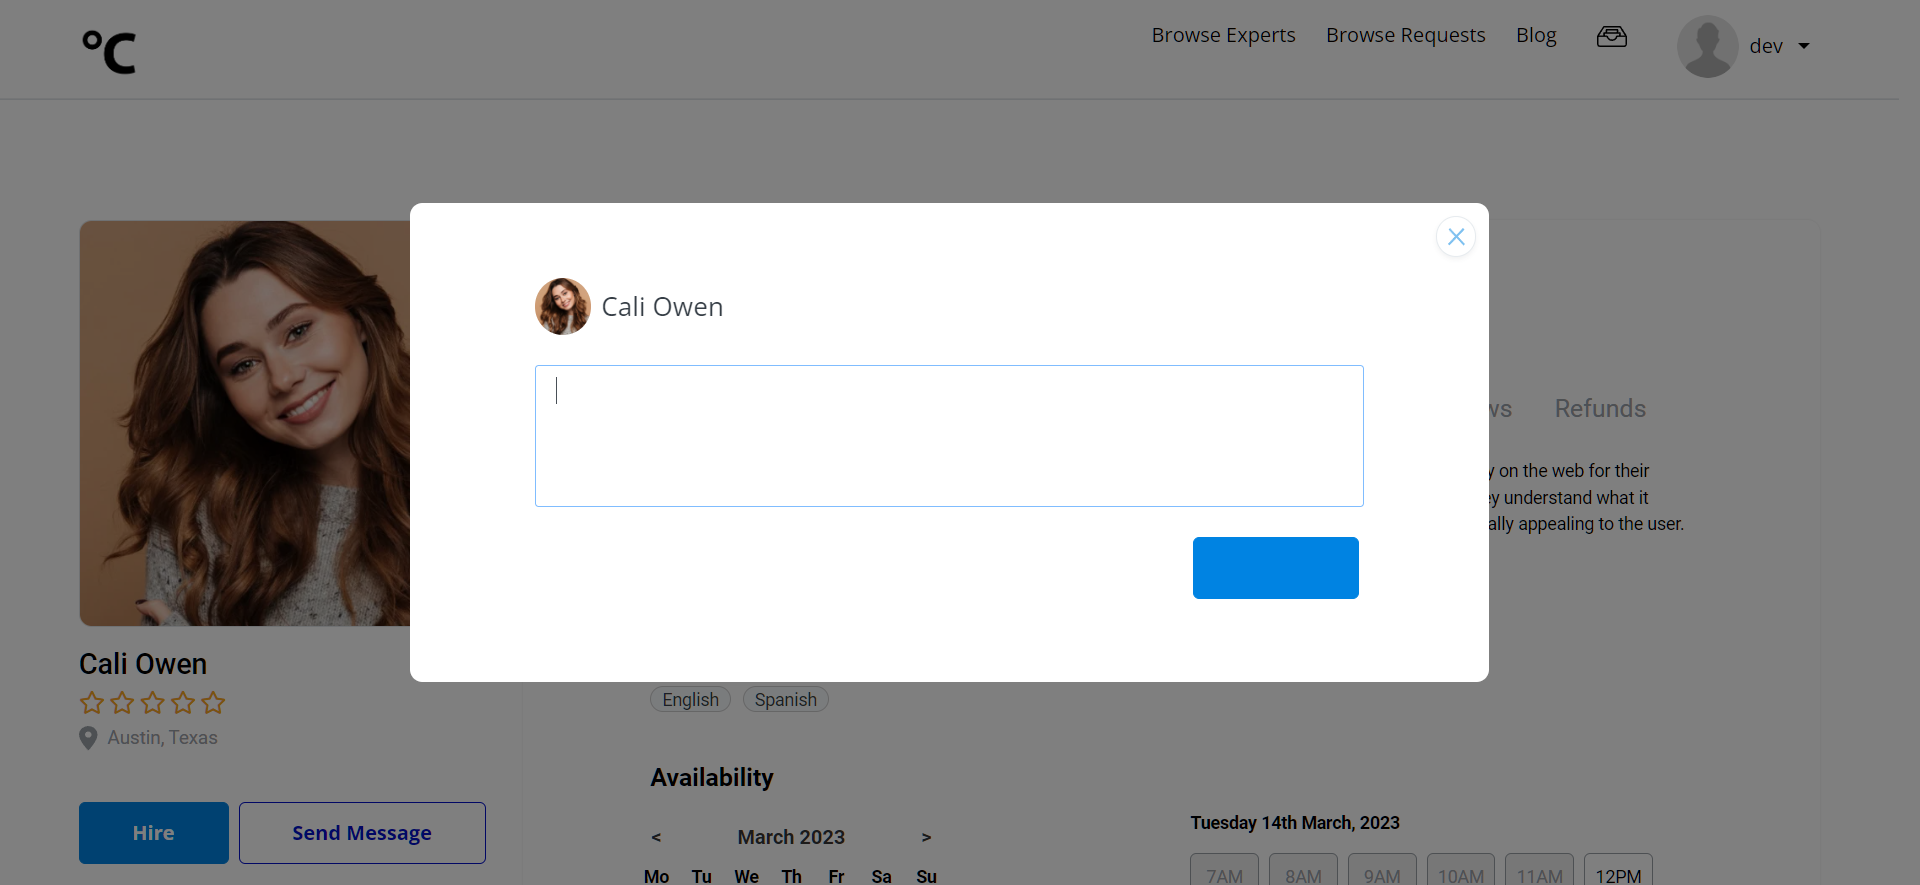 °C
Browse Experts
Browse Requests
Blog
dev
Cali Owen
Refunds
on the web for their
understand what it
appealing to the user.
Cali Owen
Austin, Texas
Hire
Send Message
English
Spanish
Availability
< March 2023 >
Mo Tu We Th Fr Sa Su
Tuesday 14th March, 2023
7AM 8AM 9AM 10AM 11AM 12PM